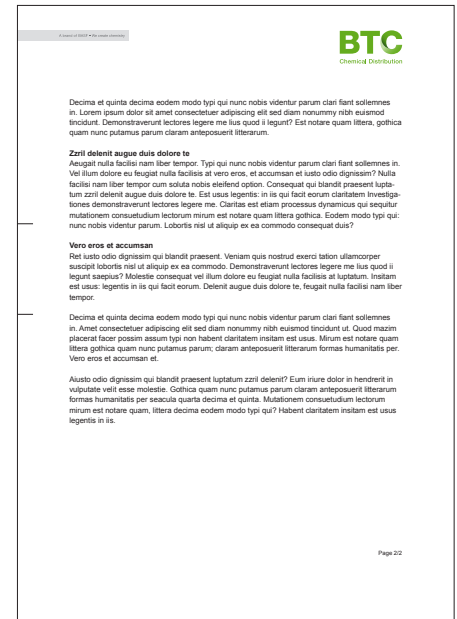 A brand of BASF • We create chemistry
BTC
Chemical Distribution
Decima et quinta decima eodem modo typi qui nunc nobis videntur parum clari fiant sollemnes
in. Lorem ipsum dolor sit amet consectetuer adipiscing elit sed diam nonummy nibh euismod
tincidunt. Demonstraverunt lectores legere me lius quod ii legunt? Est notare quam littera, gothica
quam nunc putamus parum claram anteposuerit litterarum.
Zzril delenit augue duis dolore te
Aeugait nulla facilisi nam liber tempor. Typi qui nunc nobis videntur parum clari fiant sollemnes in.
Vel illum dolore eu feugiat nulla facilisis at vero eros, et accumsan et iusto odio dignissim? Nulla
facilisi nam liber tempor cum soluta nobis eleifend option. Consequat qui blandit praesent lupta-
tum zzril delenit augue duis dolore te. Est usus legentis: in iis qui facit eorum claritatem Investiga-
tiones demonstraverunt lectores legere me. Claritas est etiam processus dynamicus qui sequitur
mutationem consuetudium lectorum mirum est notare quam littera gothica. Eodem modo typi qui:
nunc nobis videntur parum. Lobortis nisl ut aliquip ex ea commodo consequat duis?
Vero eros et accumsan
Ret iusto odio dignissim qui blandit praesent. Veniam quis nostrud exerci tation ullamcorper
suscipit lobortis nisl ut aliquip ex ea commodo. Demonstraverunt lectores legere me lius quod ii
legunt saepius? Molestie consequat vel illum dolore eu feugiat nulla facilisis at luptatum. Insitam
est usus: legentis in iis qui facit eorum. Delenit augue duis dolore te, feugait nulla facilisi nam liber
tempor.
Decima et quinta decima eodem modo typi qui nunc nobis videntur parum clari fiant sollemnes
in. Amet consectetuer adipiscing elit sed diam nonummy nibh euismod tincidunt ut. Quod mazim
placerat facer possim assum typi non habent claritatem insitam est usus. Mirum est notare quam
littera gothica quam nunc putamus parum; claram anteposuerit litterarum formas humanitatis per.
Vero eros et accumsan et.
Aiusto odio dignissim qui blandit praesent luptatum zzril delenit? Eum iriure dolor in hendrerit in
vulputate velit esse molestie. Gothica quam nunc putamus parum claram anteposuerit litterarum
formas humanitatis per seacula quarta decima et quinta. Mutationem consuetudium lectorum
mirum est notare quam, littera decima eodem modo typi qui? Habent claritatem insitam est usus
legentis in iis.
Page 2/2